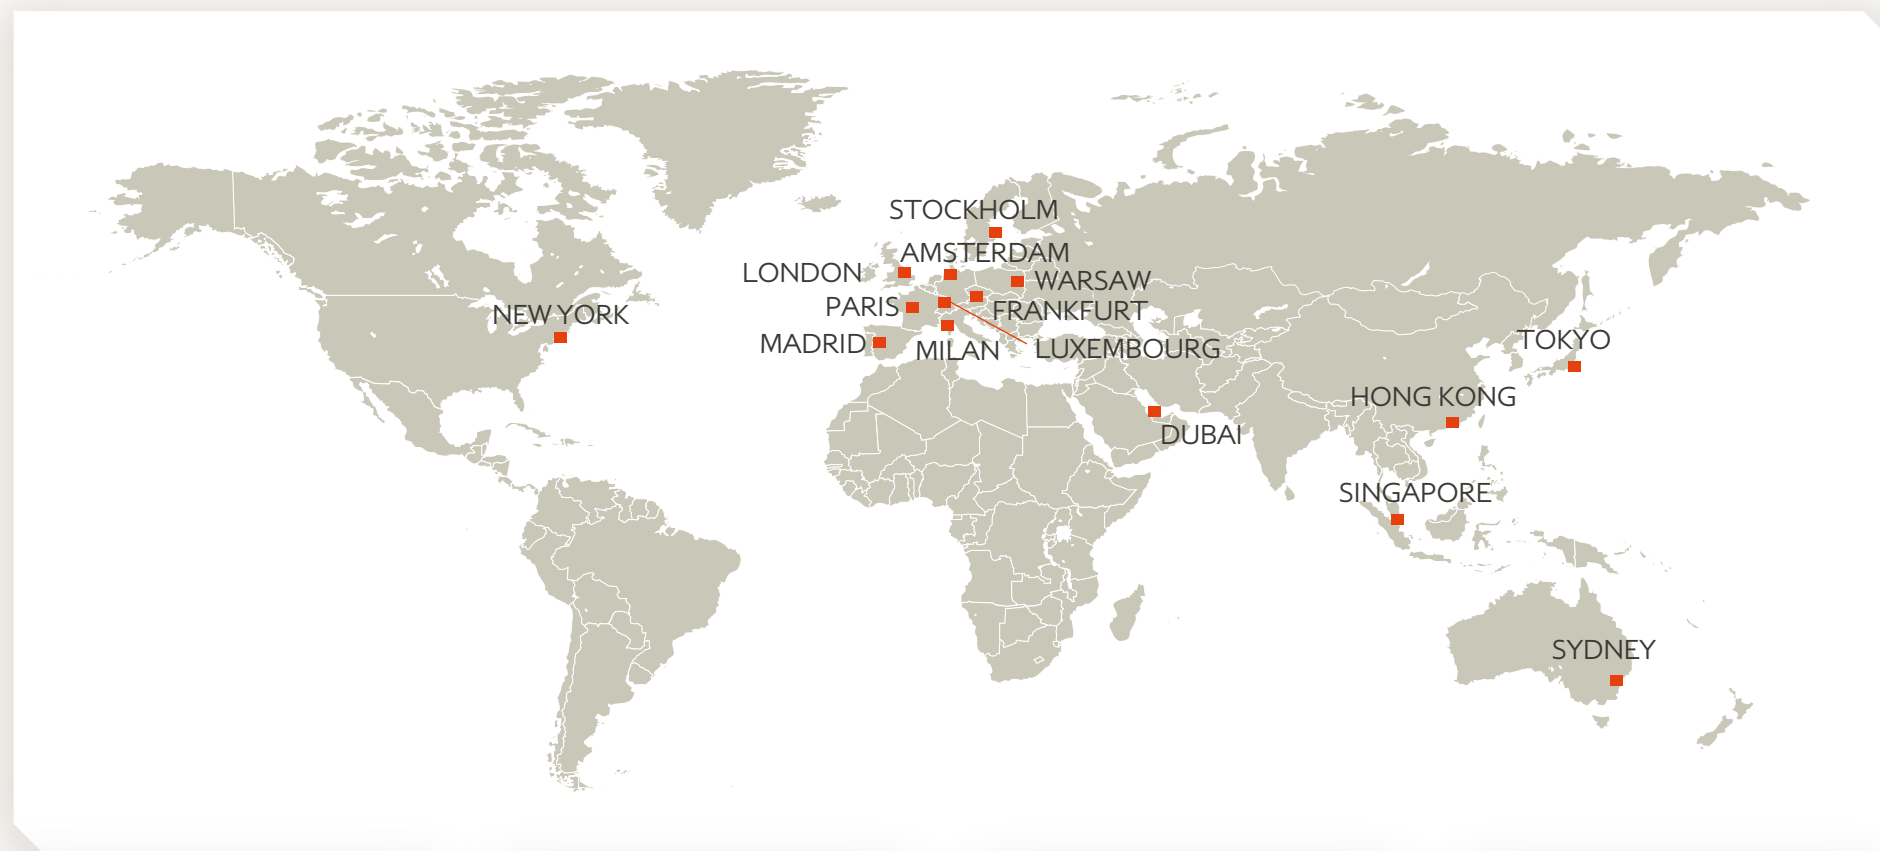 STOCKHOLM
AMSTERDAM
LONDON
WARSAW
PARIS
FRANKFURT
NEW YORK
MADRID
MILAN
LUXEMBOURG
TOKYO
HONG KONG
DUBAI
SINGAPORE
SYDNEY